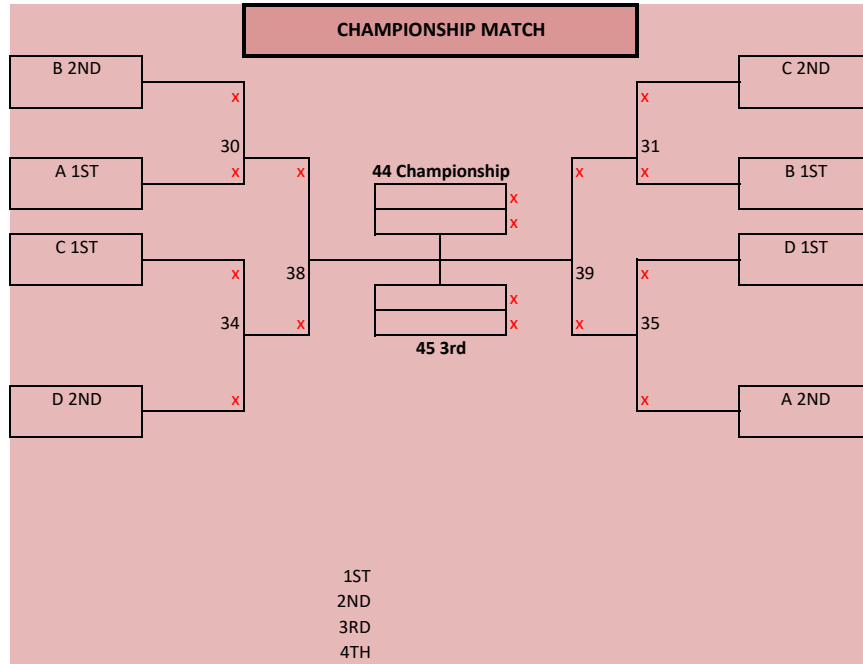 CHAMPIONSHIP MATCH
B 2ND
C 2ND
x
x
30
31
A 1ST
x
x
44 Championship
x
x
B 1ST
x
x
C 1ST
D 1ST
x
38
39
x
x
34
x
x
x
x
35
45 3rd
D 2ND
x
x
A 2ND
1ST
2ND
3RD
4TH